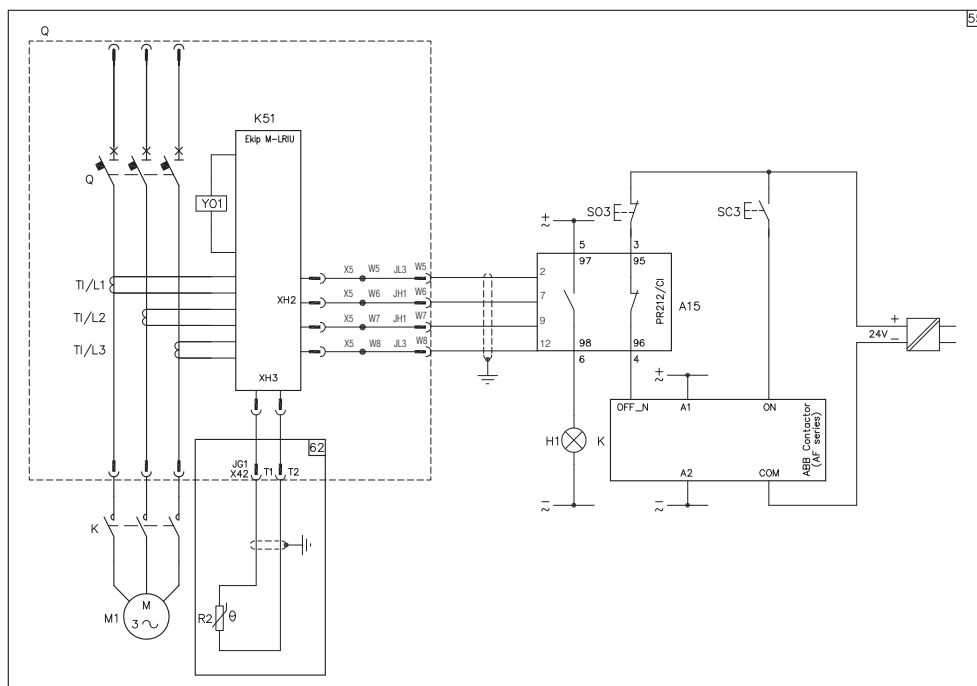 55
Q
K51
Ekip M-LRIU
Q
YO1
SO3
SC3
+
~
5 3
97 95
X5 W5 JL3 W5
2
TI/L1
XH2
X5 W6 JH1 W6
7
PR212/CI
A15
TI/L2
X5 W7 JH1 W7
9
+
24V
–
TI/L3
X5 W8 JL3 W8
12
98 96
6 4
XH3
+
~
OFF_N A1 ON
62
H1
K
ABB Contactor
(AF series)
JG1
X42 T1 T2
A2 COM
–
~
–
~
K
M1
M
3 ~
R2 θ